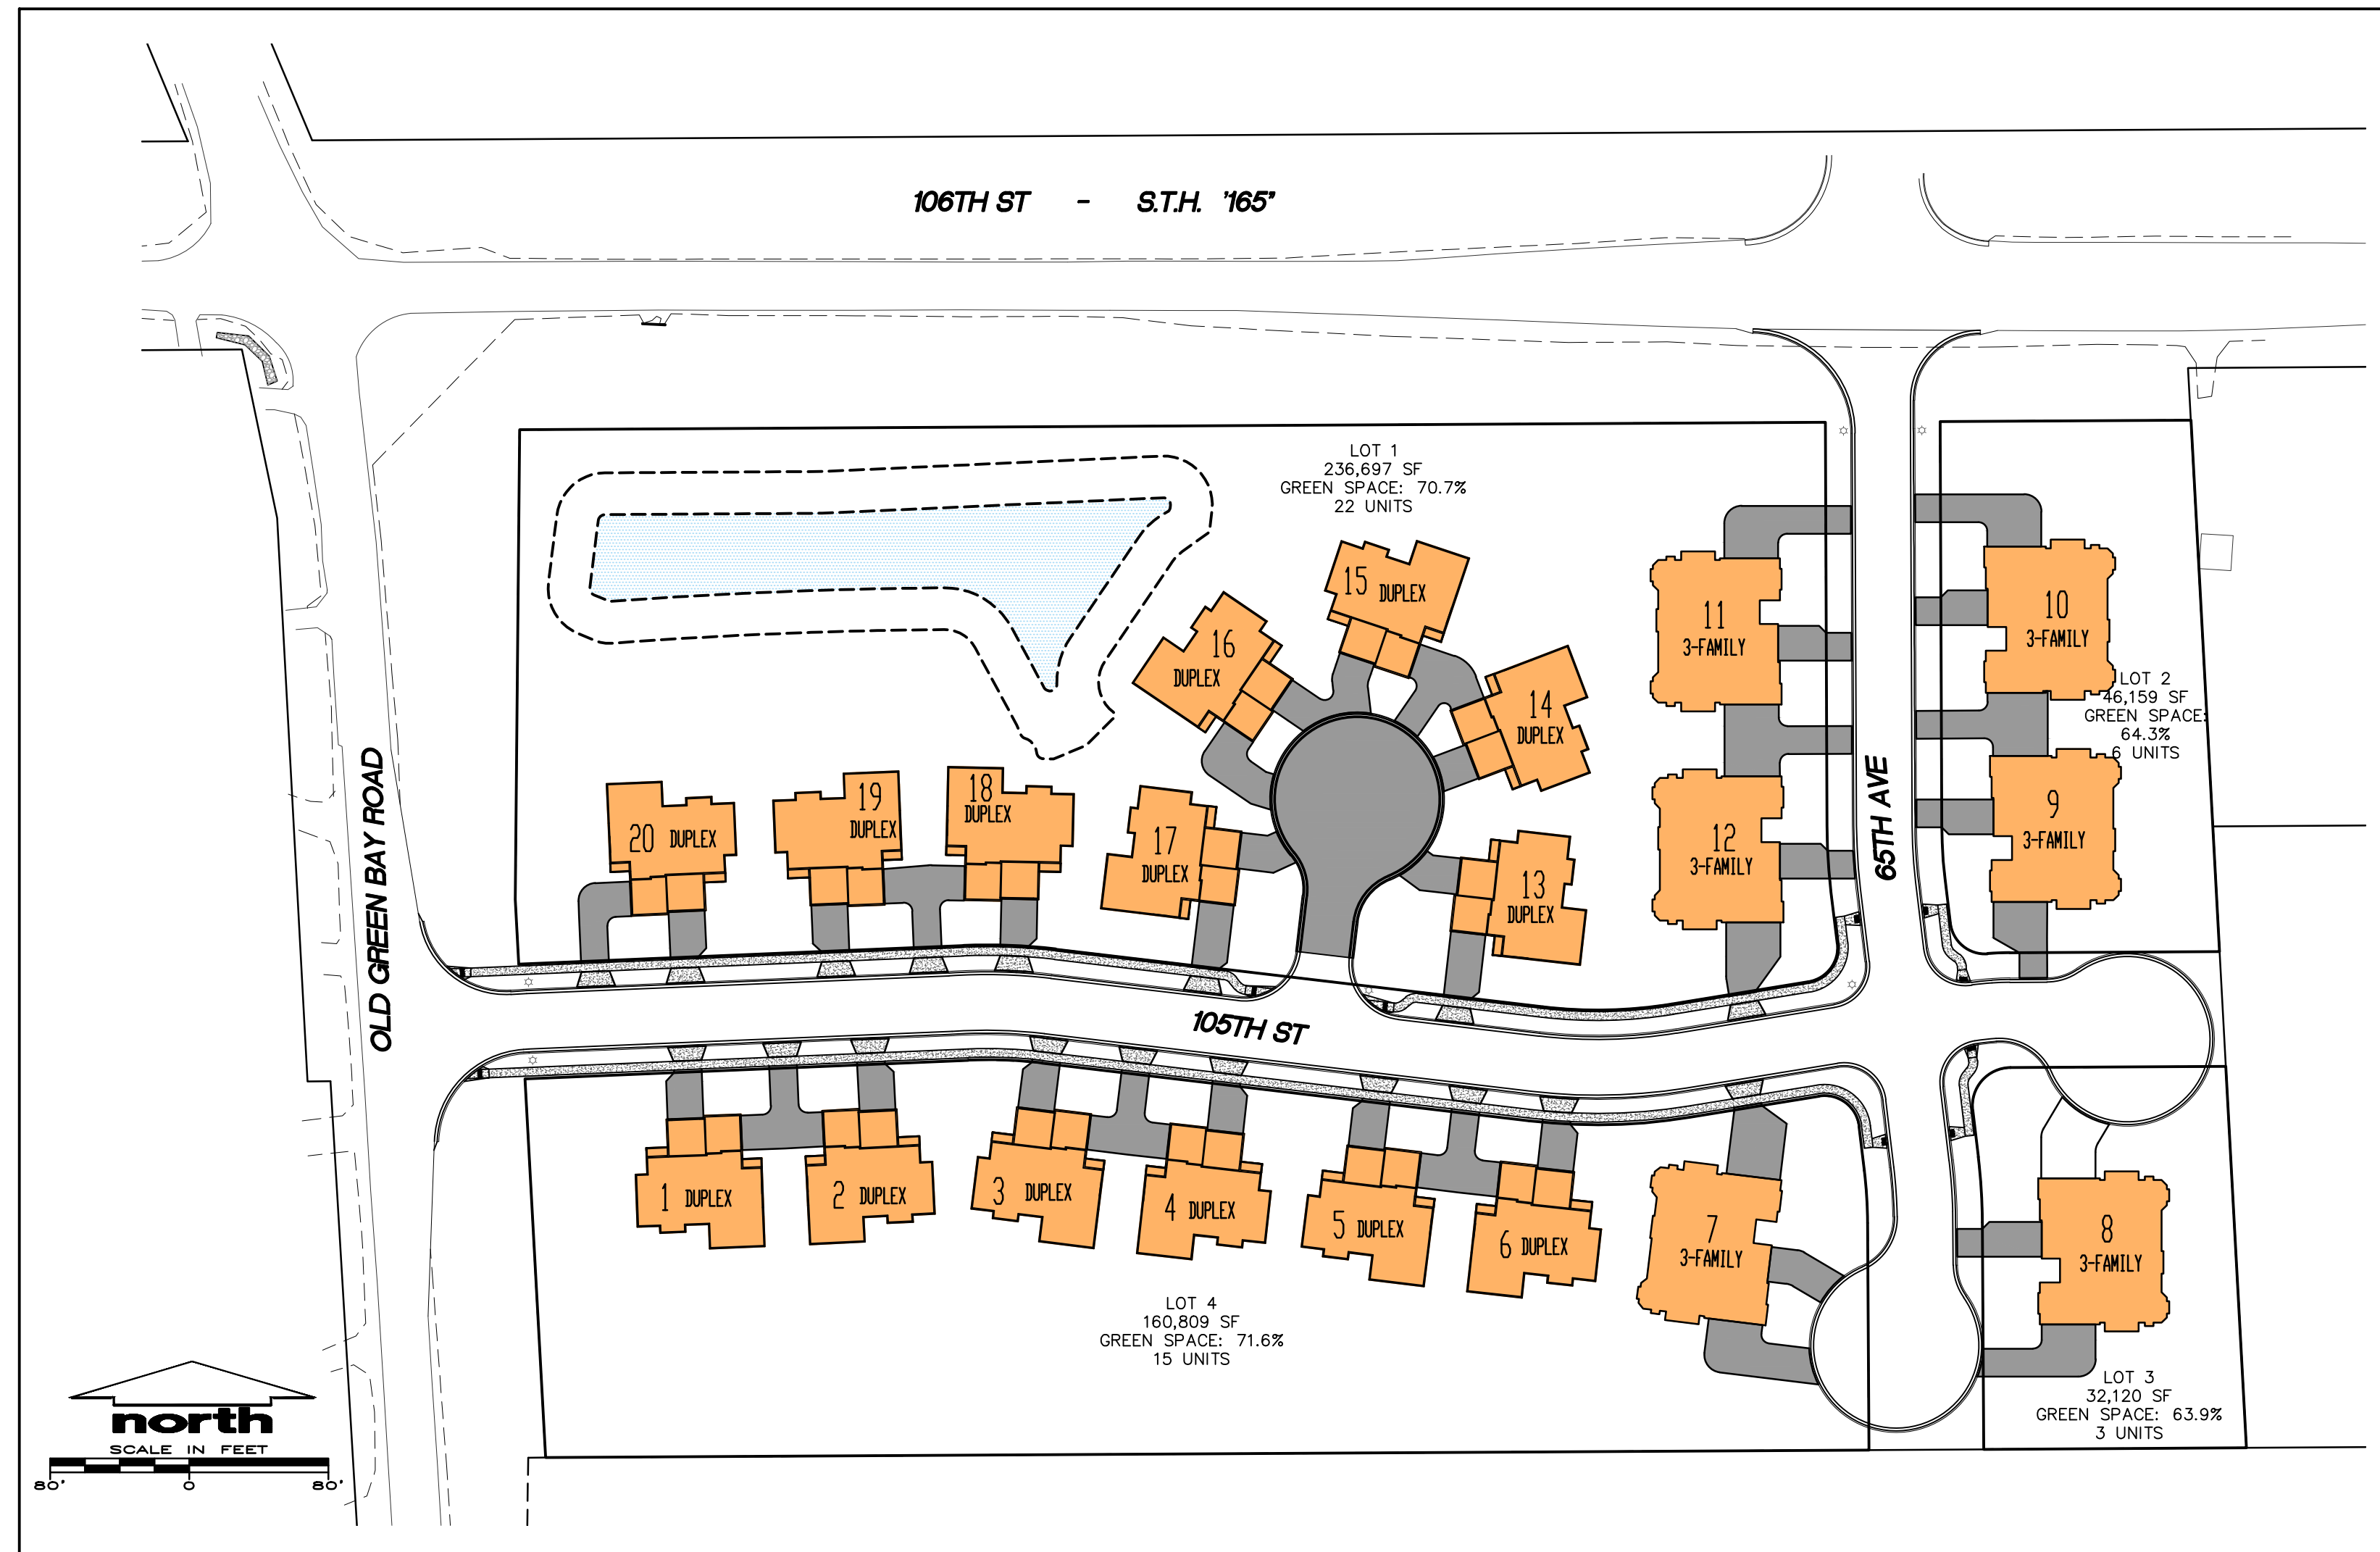 106TH ST - S.T.H. '165"
LOT 1
236,697 SF
GREEN SPACE: 70.7%
22 UNITS
15 DUPLEX
16
DUPLEX
14
DUPLEX
11
3-FAMILY
10
3-FAMILY
LOT 2
46,159 SF
GREEN SPACE:
64.3%
6 UNITS
20 DUPLEX
19
DUPLEX
18
DUPLEX
17
DUPLEX
13
DUPLEX
12
3-FAMILY
9
3-FAMILY
65TH AVE
OLD GREEN BAY ROAD
105TH ST
1 DUPLEX
2 DUPLEX
3 DUPLEX
4 DUPLEX
5 DUPLEX
6 DUPLEX
7
3-FAMILY
8
3-FAMILY
LOT 4
160,809 SF
GREEN SPACE: 71.6%
15 UNITS
LOT 3
32,120 SF
GREEN SPACE: 63.9%
3 UNITS
north
SCALE IN FEET
80' 0 80'